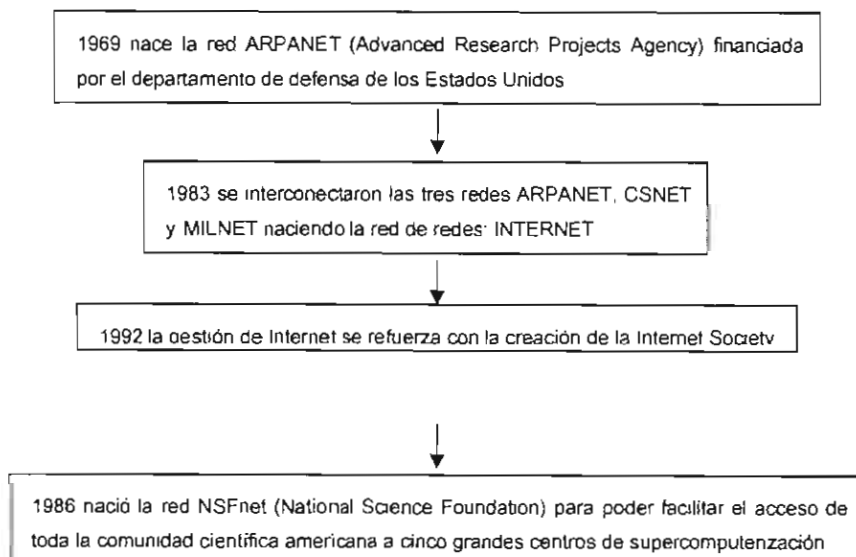 1969 nace la red ARPANET (Advanced Research Projects Agency) financiada
por el departamento de defensa de los Estados Unidos
1983 se interconectaron las tres redes ARPANET, CSNET
y MILNET naciendo la red de redes: INTERNET
1992 la gestión de Internet se refuerza con la creación de la Internet Society
1986 nació la red NSFnet (National Science Foundation) para poder facilitar el acceso de
toda la comunidad científica americana a cinco grandes centros de supercomputenzación